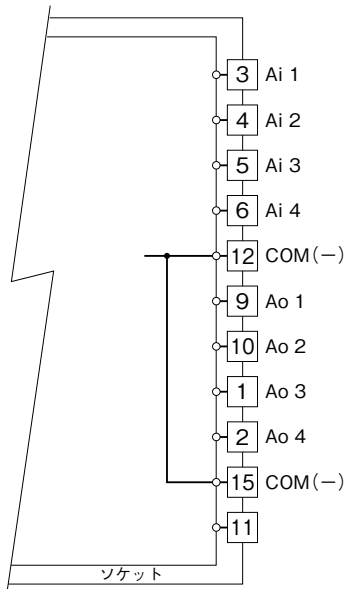 3 Ai 1
4 Ai 2
5 Ai 3
6 Ai 4
12 COM(−)
9 Ao 1
10 Ao 2
1 Ao 3
2 Ao 4
15 COM(−)
11
ソケット